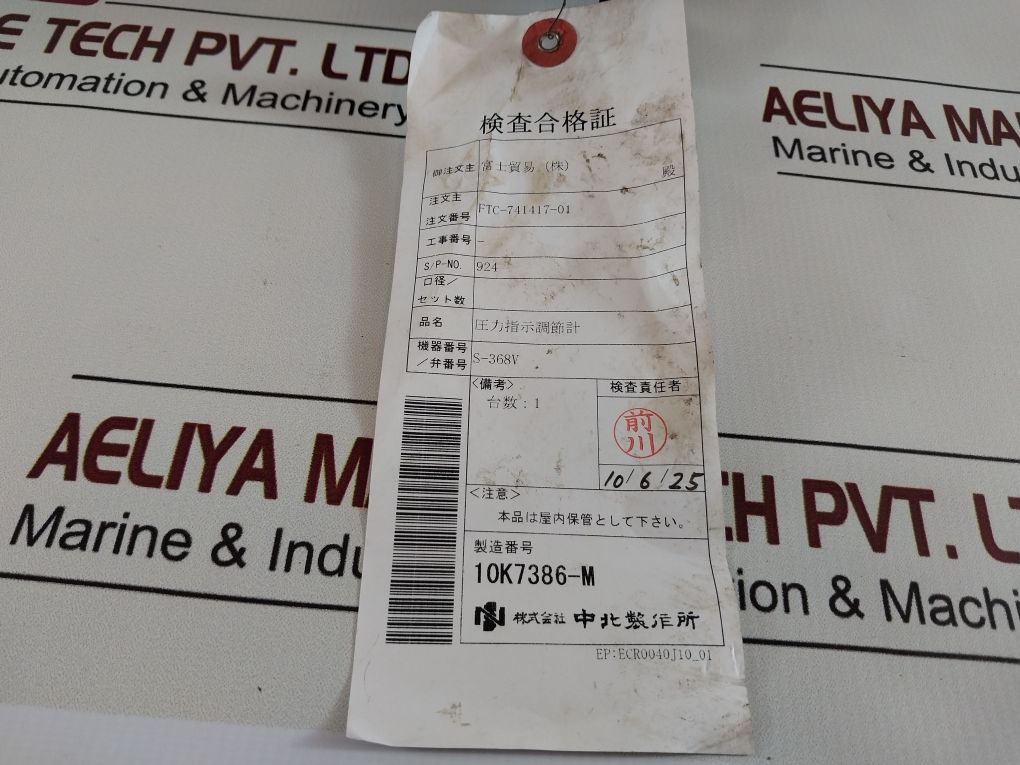 E TECH PVT. LTD
utomation & Machinery
AELIYA MA
Marine & Indu
AELIYA M
Marine & Indu
CH PVT. L
ion & Machi
検査合格証
御注文主 富士貿易（株） 殿
注文主
注文番号 FTC-741417-01
工事番号 -
S/P-NO. 924
口径／
セット数
品名 圧力指示調節計
機器番号
／弁番号 S-368V
<備考>
台数：1
検査責任者
前川
10/6/25
<注意>
本品は屋内保管として下さい。
製造番号
10K7386-M
株式会社 中北製作所
EP:ECR0040J10_01